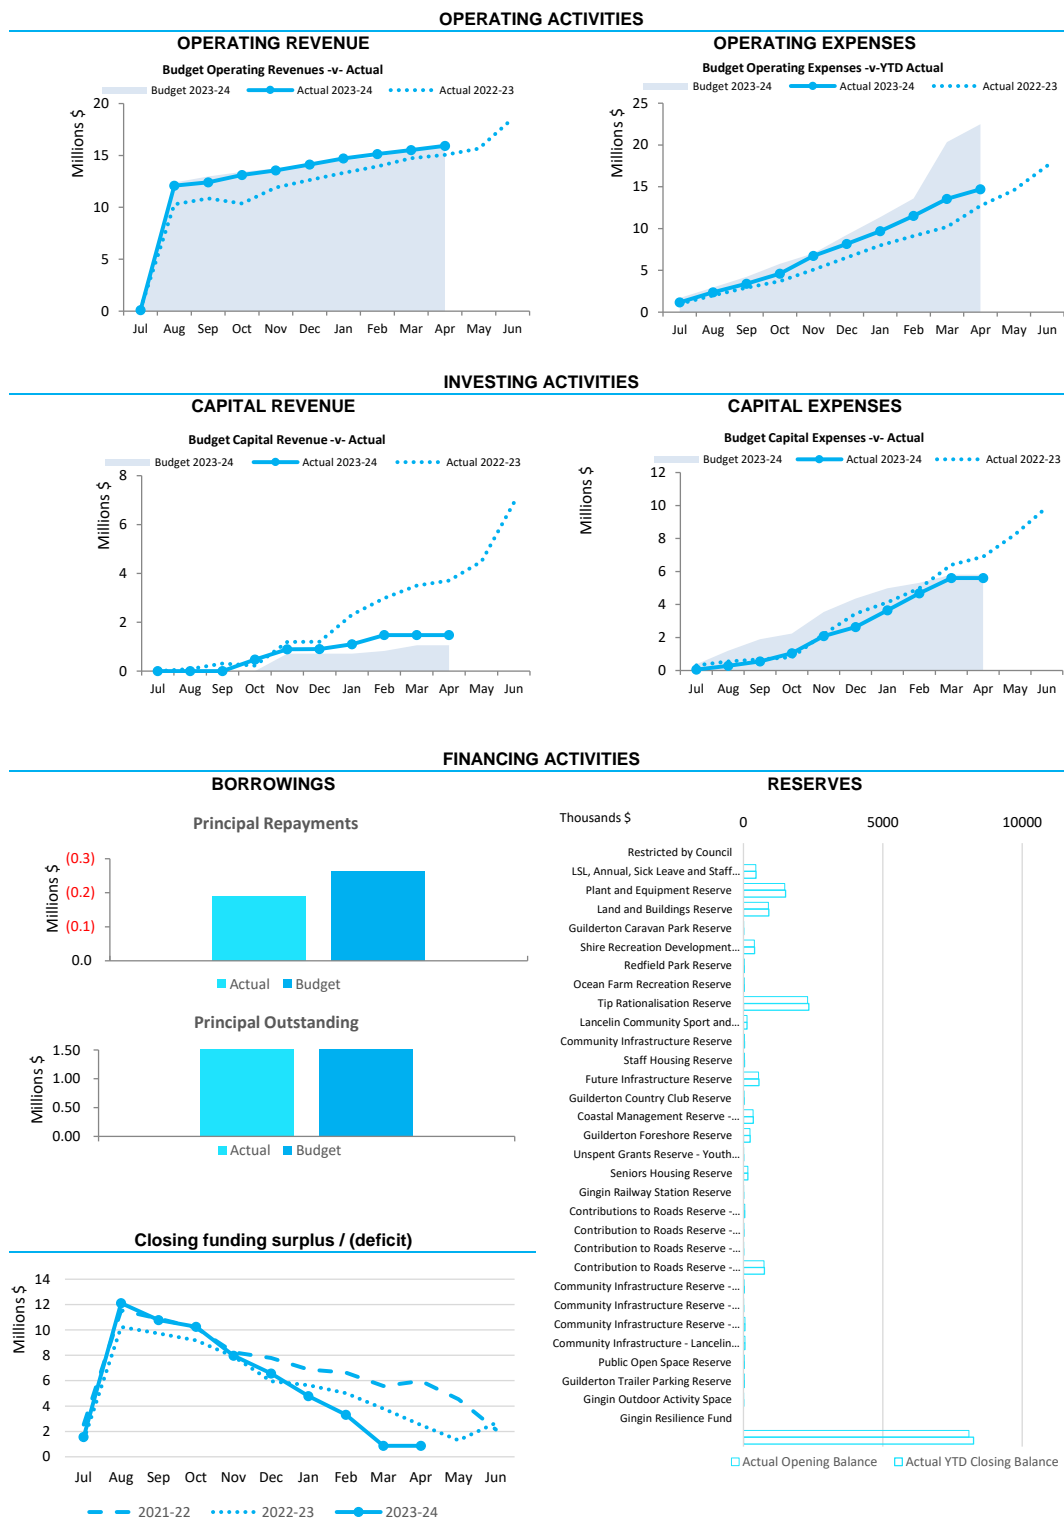 OPERATING ACTIVITIES
OPERATING REVENUE
Budget Operating Revenues -v- Actual
Budget 2023-24 Actual 2023-24 Actual 2022-23
Millions $
20
15
10
5
0
Jul Aug Sep Oct Nov Dec Jan Feb Mar Apr May Jun
OPERATING EXPENSES
Budget Operating Expenses -v-YTD Actual
Budget 2023-24 Actual 2023-24 Actual 2022-23
Millions $
25
20
15
10
5
0
Jul Aug Sep Oct Nov Dec Jan Feb Mar Apr May Jun
INVESTING ACTIVITIES
CAPITAL REVENUE
Budget Capital Revenue -v- Actual
Budget 2023-24 Actual 2023-24 Actual 2022-23
Millions $
8
6
4
2
0
Jul Aug Sep Oct Nov Dec Jan Feb Mar Apr May Jun
CAPITAL EXPENSES
Budget Capital Expenses -v- Actual
Budget 2023-24 Actual 2023-24 Actual 2022-23
Millions $
12
10
8
6
4
2
0
Jul Aug Sep Oct Nov Dec Jan Feb Mar Apr May Jun
FINANCING ACTIVITIES
BORROWINGS
Principal Repayments
Millions $
(0.3)
(0.2)
(0.1)
0.0
Actual Budget
Principal Outstanding
Millions $
1.50
1.00
0.50
0.00
Actual Budget
RESERVES
Thousands $
0 5000 10000
Restricted by Council
LSL, Annual, Sick Leave and Staff...
Plant and Equipment Reserve
Land and Buildings Reserve
Guilderton Caravan Park Reserve
Shire Recreation Development...
Redfield Park Reserve
Ocean Farm Recreation Reserve
Tip Rationalisation Reserve
Lancelin Community Sport and...
Community Infrastructure Reserve
Staff Housing Reserve
Future Infrastructure Reserve
Guilderton Country Club Reserve
Coastal Management Reserve -...
Guilderton Foreshore Reserve
Unspent Grants Reserve - Youth...
Seniors Housing Reserve
Gingin Railway Station Reserve
Contributions to Roads Reserve -...
Contribution to Roads Reserve -...
Contribution to Roads Reserve -...
Contribution to Roads Reserve -...
Community Infrastructure Reserve -...
Community Infrastructure Reserve -...
Community Infrastructure Reserve -...
Community Infrastructure - Lancelin...
Public Open Space Reserve
Guilderton Trailer Parking Reserve
Gingin Outdoor Activity Space
Gingin Resilience Fund
Actual Opening Balance Actual YTD Closing Balance
Closing funding surplus / (deficit)
Millions $
14
12
10
8
6
4
2
0
Jul Aug Sep Oct Nov Dec Jan Feb Mar Apr May Jun
2021-22 2022-23 2023-24